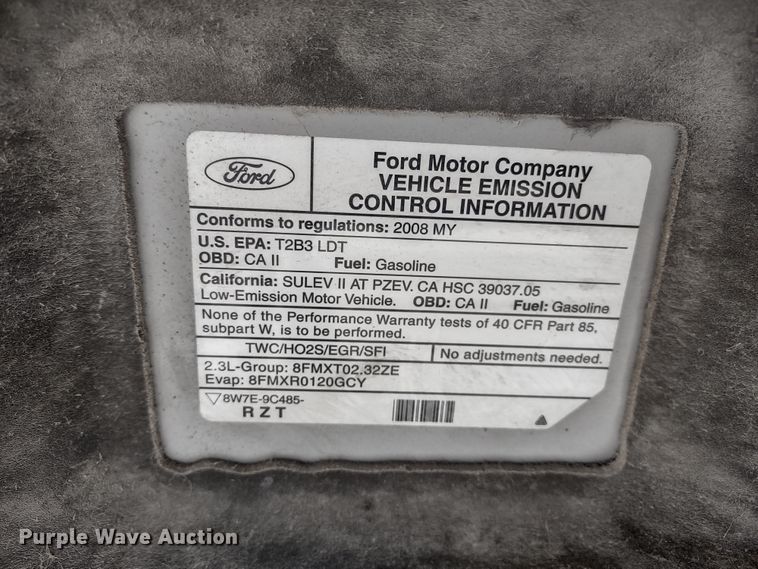 Ford
Ford Motor Company
VEHICLE EMISSION
CONTROL INFORMATION
Conforms to regulations: 2008 MY
U.S. EPA: T2B3 LDT
OBD: CA II Fuel: Gasoline
California: SULEV II AT PZEV. CA HSC 39037.05
Low-Emission Motor Vehicle. OBD: CA II Fuel: Gasoline
None of the Performance Warranty tests of 40 CFR Part 85,
subpart W, is to be performed.
TWC/HO2S/EGR/SFI No adjustments needed.
2.3L-Group: 8FMXT02.32ZE
Evap: 8FMXR0120GCY
8W7E-9C485-
R Z T
Purple Wave Auction